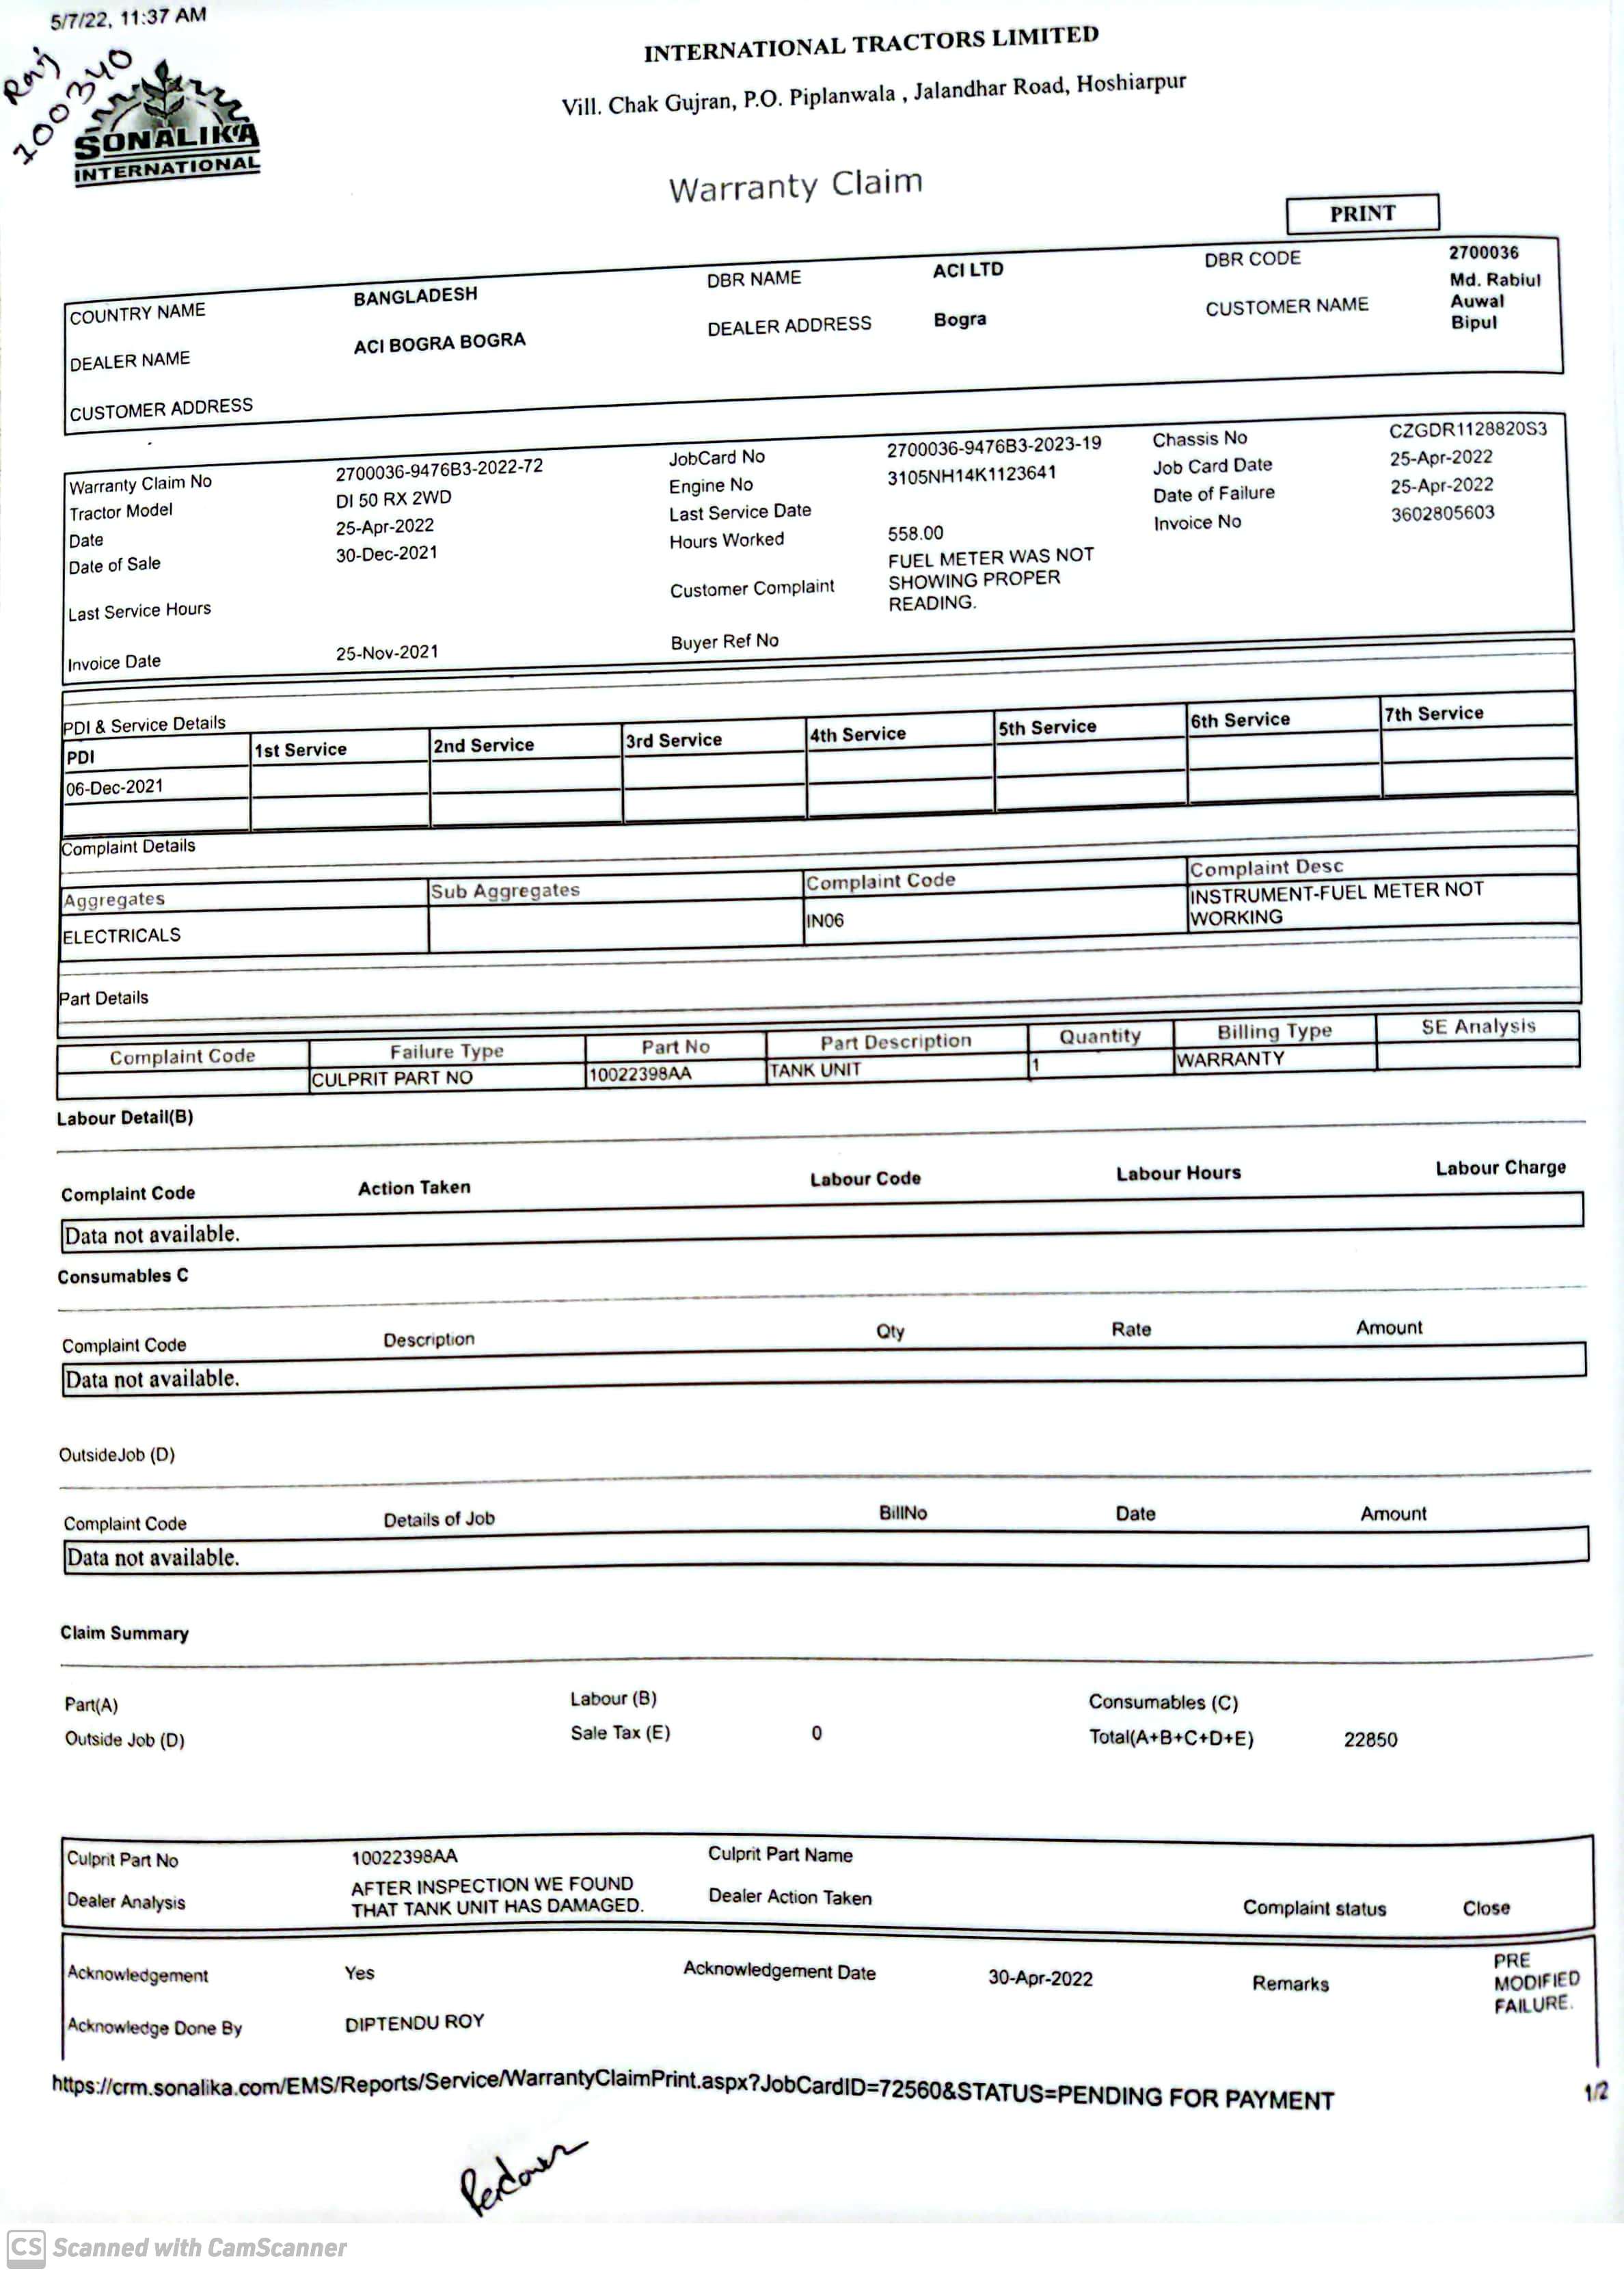 5/7/22, 11:37 AM
Raj
200340
SONALIKA
INTERNATIONAL
INTERNATIONAL TRACTORS LIMITED
Vill. Chak Gujran, P.O. Piplanwala , Jalandhar Road, Hoshiarpur
Warranty Claim
PRINT
COUNTRY NAME BANGLADESH DBR NAME ACI LTD DBR CODE 2700036
DEALER NAME ACI BOGRA BOGRA DEALER ADDRESS Bogra CUSTOMER NAME Md. Rabiul
Auwal
Bipul
CUSTOMER ADDRESS
Warranty Claim No 2700036-9476B3-2022-72 JobCard No 2700036-9476B3-2023-19 Chassis No CZGDR1128820S3
Tractor Model DI 50 RX 2WD Engine No 3105NH14K1123641 Job Card Date 25-Apr-2022
Date 25-Apr-2022 Last Service Date Date of Failure 25-Apr-2022
Date of Sale 30-Dec-2021 Hours Worked 558.00 Invoice No 3602805603
Last Service Hours Customer Complaint FUEL METER WAS NOT
SHOWING PROPER
READING.
Invoice Date 25-Nov-2021 Buyer Ref No
PDI & Service Details
PDI 1st Service 2nd Service 3rd Service 4th Service 5th Service 6th Service 7th Service
06-Dec-2021
Complaint Details
Aggregates Sub Aggregates Complaint Code Complaint Desc
ELECTRICALS IN06 INSTRUMENT-FUEL METER NOT
WORKING
Part Details
Complaint Code Failure Type Part No Part Description Quantity Billing Type SE Analysis
CULPRIT PART NO 10022398AA TANK UNIT 1 WARRANTY
Labour Detail(B)
Complaint Code Action Taken Labour Code Labour Hours Labour Charge
Data not available.
Consumables C
Complaint Code Description Qty Rate Amount
Data not available.
OutsideJob (D)
Complaint Code Details of Job BillNo Date Amount
Data not available.
Claim Summary
Part(A) Labour (B) Consumables (C)
Outside Job (D) Sale Tax (E) 0 Total(A+B+C+D+E) 22850
Culprit Part No 10022398AA Culprit Part Name
Dealer Analysis AFTER INSPECTION WE FOUND
THAT TANK UNIT HAS DAMAGED. Dealer Action Taken Complaint status Close
Acknowledgement Yes Acknowledgement Date 30-Apr-2022 Remarks PRE
MODIFIED
FAILURE.
Acknowledge Done By DIPTENDU ROY
https://crm.sonalika.com/EMS/Reports/Service/WarrantyClaimPrint.aspx?JobCardID=72560&STATUS=PENDING FOR PAYMENT 1/2
CS Scanned with CamScanner